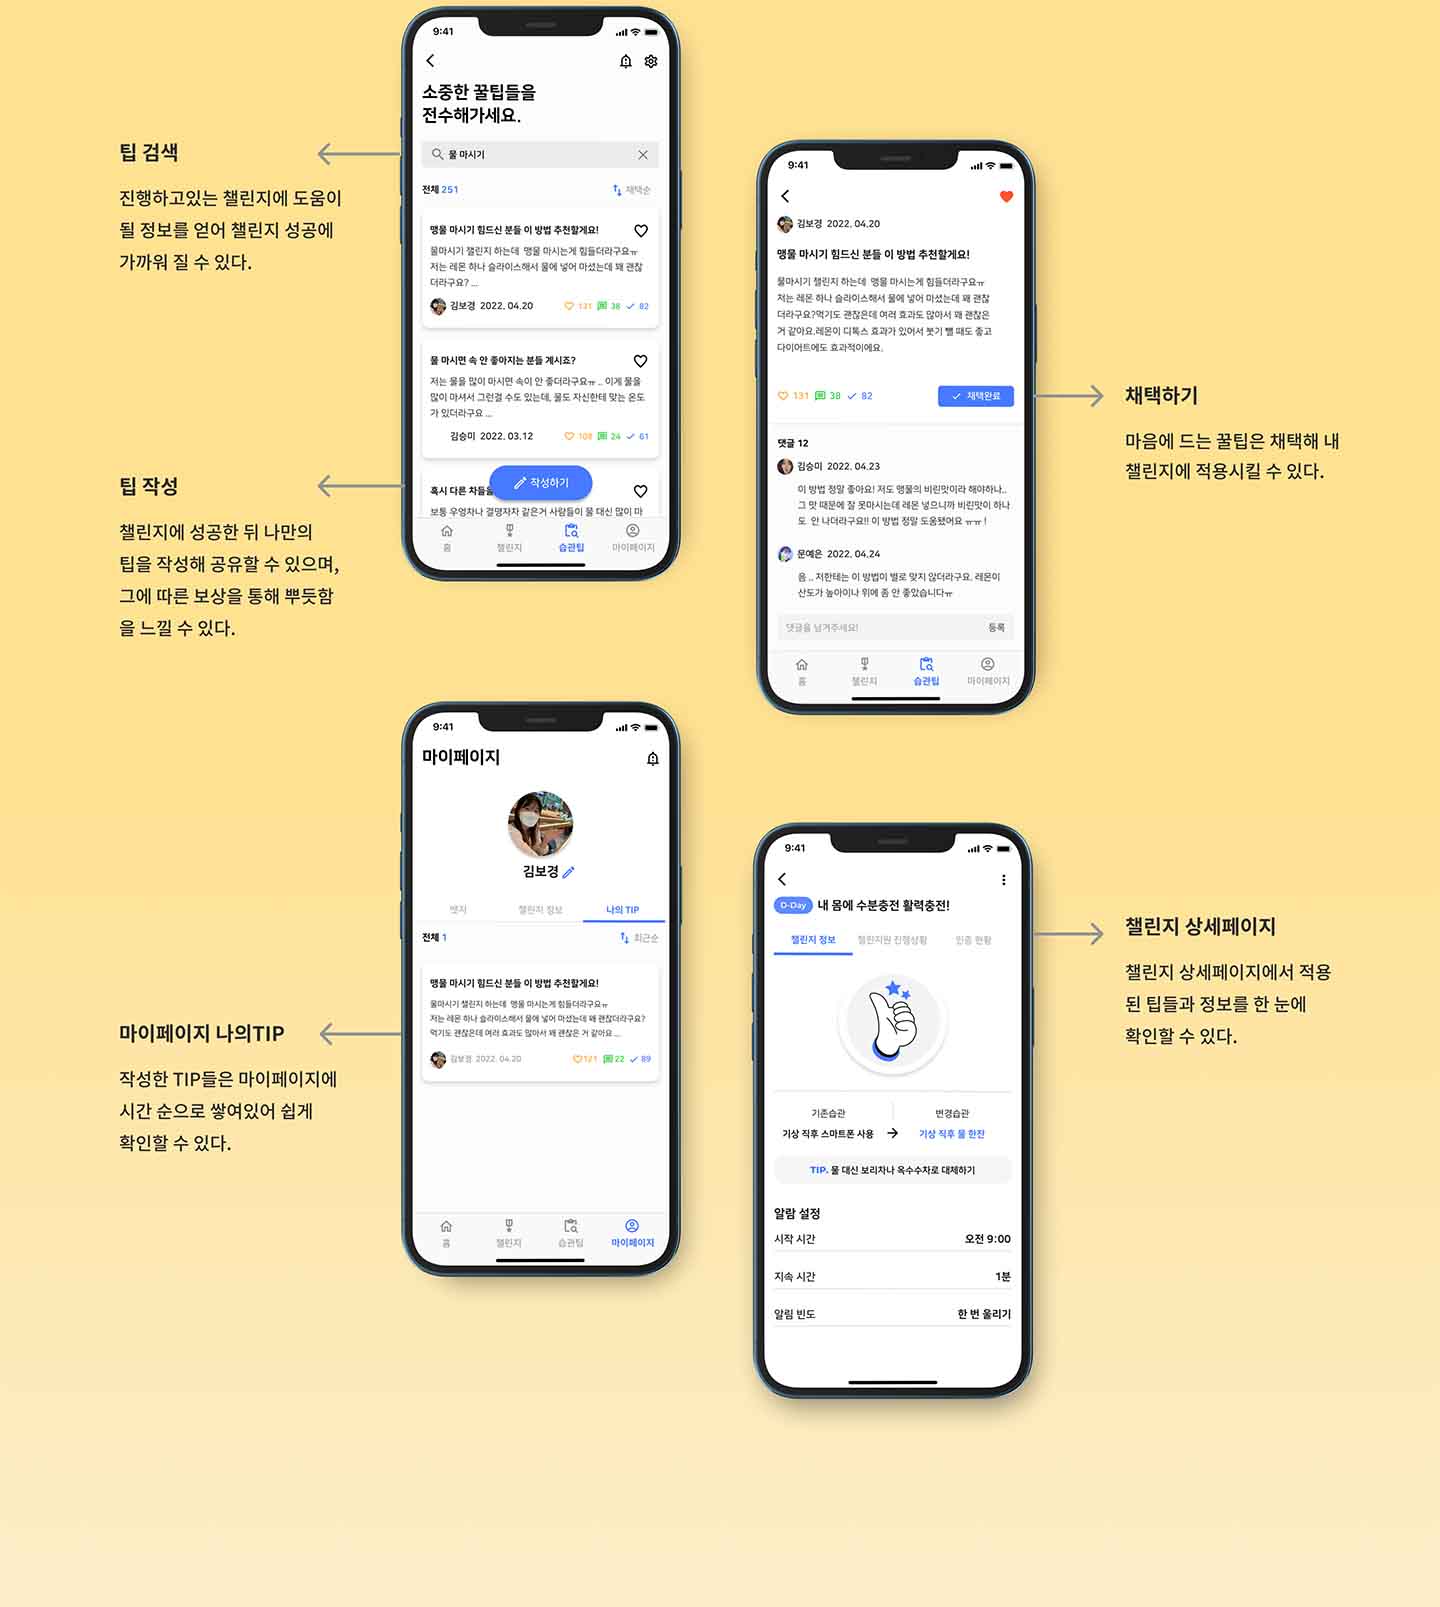 9:41
소중한 꿀팁들을
전수해가세요.
물 마시기
전체 251
채택순
맹물 마시기 힘드신 분들 이 방법 추천할게요!
물마시기 챌린지 하는데 맹물 마시는게 힘들더라구요ㅠ
저는 레몬 하나 슬라이스해서 물에 넣어 마셨는데 꽤 괜찮
더라구요? ...
김보경 2022. 04.20
131 38 82
물 마시면 속 안 좋아지는 분들 계시죠?
저는 물을 많이 마시면 속이 안 좋더라구요ㅠ .. 이게 물을
많이 마셔서 그런걸 수도 있는데, 물도 자신한테 맞는 온도
가 있더라구요 ...
김승미 2022. 03.12
108 24 61
혹시 다른 차들을
작성하기
보통 우엉차나 결명자차 같은거 사람들이 물 대신 많이 마
홈
챌린지
습관팁
마이페이지
팁 검색
진행하고있는 챌린지에 도움이
될 정보를 얻어 챌린지 성공에
가까워 질 수 있다.
팁 작성
챌린지에 성공한 뒤 나만의
팁을 작성해 공유할 수 있으며,
그에 따른 보상을 통해 뿌듯함
을 느낄 수 있다.
9:41
김보경 2022. 04.20
맹물 마시기 힘드신 분들 이 방법 추천할게요!
물마시기 챌린지 하는데 맹물 마시는게 힘들더라구요ㅠ
저는 레몬 하나 슬라이스해서 물에 넣어 마셨는데 꽤 괜찮
더라구요?먹기도 괜찮은데 여러 효과도 많아서 꽤 괜찮은
거 같아요.레몬이 디톡스 효과가 있어서 붓기 뺄 때도 좋고
다이어트에도 효과적이에요.
131 38 82
채택완료
댓글 12
김승미 2022. 04.23
이 방법 정말 좋아요! 저도 맹물의 비린맛이라 해야하나..
그 맛 때문에 잘 못마시는데 레몬 넣으니까 비린맛이 하나
도 안 나더라구요!! 이 방법 정말 도움됐어요 ㅠㅠ !
문예은 2022. 04.24
음 .. 저한테는 이 방법이 별로 맞지 않더라구요. 레몬이
산도가 높아이나 위에 좀 안 좋았습니다ㅠ
댓글을 남겨주세요!
등록
홈
챌린지
습관팁
마이페이지
채택하기
마음에 드는 꿀팁은 채택해 내
챌린지에 적용시킬 수 있다.
9:41
마이페이지
김보경
뱃지
챌린지 정보
나의 TIP
전체 1
최근순
맹물 마시기 힘드신 분들 이 방법 추천할게요!
물마시기 챌린지 하는데 맹물 마시는게 힘들더라구요ㅠ
저는 레몬 하나 슬라이스해서 물에 넣어 마셨는데 꽤 괜찮더라구요?
먹기도 괜찮은데 여러 효과도 많아서 꽤 괜찮은 거 같아요 ...
김보경 2022. 04.20
121 22 89
홈
챌린지
습관팁
마이페이지
마이페이지 나의TIP
작성한 TIP들은 마이페이지에
시간 순으로 쌓여있어 쉽게
확인할 수 있다.
9:41
D-Day
내 몸에 수분충전 활력충전!
챌린지 정보
챌린지원 진행상황
인증 현황
기존습관
변경습관
기상 직후 스마트폰 사용
기상 직후 물 한잔
TIP. 물 대신 보리차나 옥수수차로 대체하기
알람 설정
시작 시간
오전 9:00
지속 시간
1분
알림 빈도
한 번 울리기
챌린지 상세페이지
챌린지 상세페이지에서 적용
된 팁들과 정보를 한 눈에
확인할 수 있다.